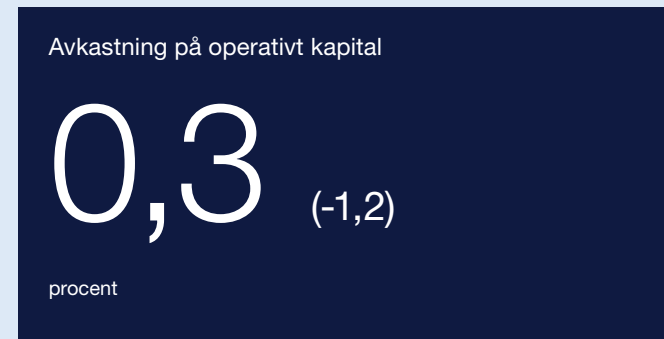 Avkastning på operativt kapital
0,3 (-1,2)
procent